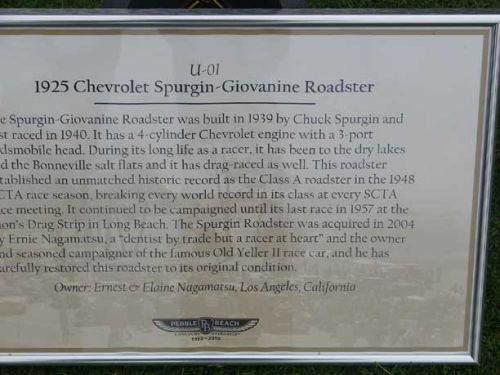 U-01
1925 Chevrolet Spurgin-Giovanine Roadster
e Spurgin-Giovanine Roadster was built in 1939 by Chuck Spurgin and
st raced in 1940. It has a 4-cylinder Chevrolet engine with a 3-port
dsmobile head. During its long life as a racer, it has been to the dry lakes
d the Bonneville salt flats and it has drag-raced as well. This roadster
tablished an unmatched historic record as the Class A roadster in the 1948
CTA race season, breaking every world record in its class at every SCTA
ce meeting. It continued to be campaigned until its last race in 1957 at the
ion's Drag Strip in Long Beach. The Spurgin Roadster was acquired in 2004
y Ernie Nagamatsu, a "dentist by trade but a racer at heart" and the owner
nd seasoned campaigner of the famous Old Yeller II race car, and he has
arefully restored this roadster to its original condition.
Owner: Ernest & Elaine Nagamatsu, Los Angeles, California
PEBBLE BEACH